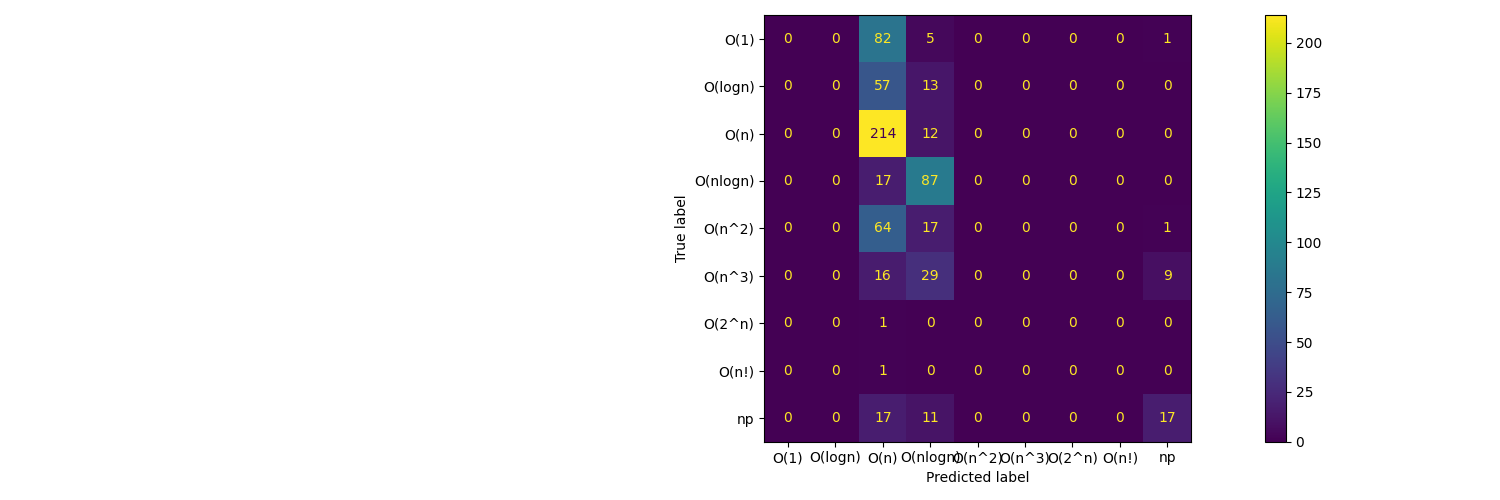 O(1) 0 0 82 5 0 0 0 0 1
O(logn) 0 0 57 13 0 0 0 0 0
O(n) 0 0 214 12 0 0 0 0 0
O(nlogn) 0 0 17 87 0 0 0 0 0
O(n^2) 0 0 64 17 0 0 0 0 1
O(n^3) 0 0 16 29 0 0 0 0 9
O(2^n) 0 0 1 0 0 0 0 0 0
O(n!) 0 0 1 0 0 0 0 0 0
np 0 0 17 11 0 0 0 0 17
O(1) O(logn) O(n) O(nlogn) O(n^2) O(n^3) O(2^n) O(n!) np
Predicted label
True label
200
175
150
125
100
75
50
25
0